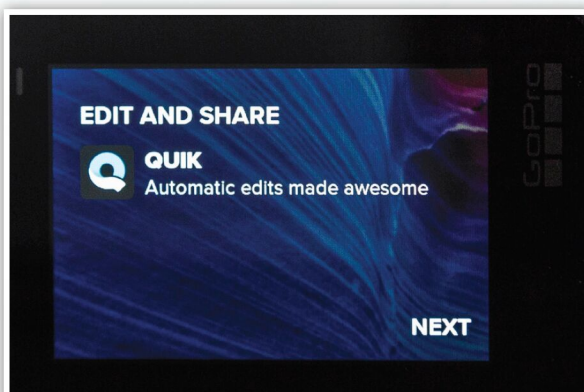 EDIT AND SHARE
QUIK
Automatic edits made awesome
NEXT
GoPro